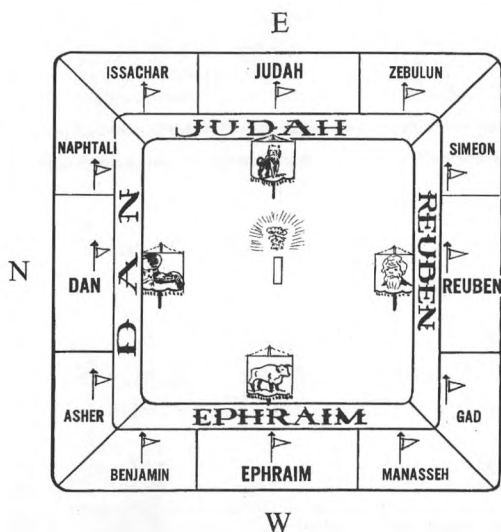 E
ISSACHAR JUDAH ZEBULUN
JUDAH
NAPHTALI SIMEON
DAN
REUBEN
N DAN REUBEN
ASHER GAD
EPHRAIM
BENJAMIN EPHRAIM MANASSEH
W